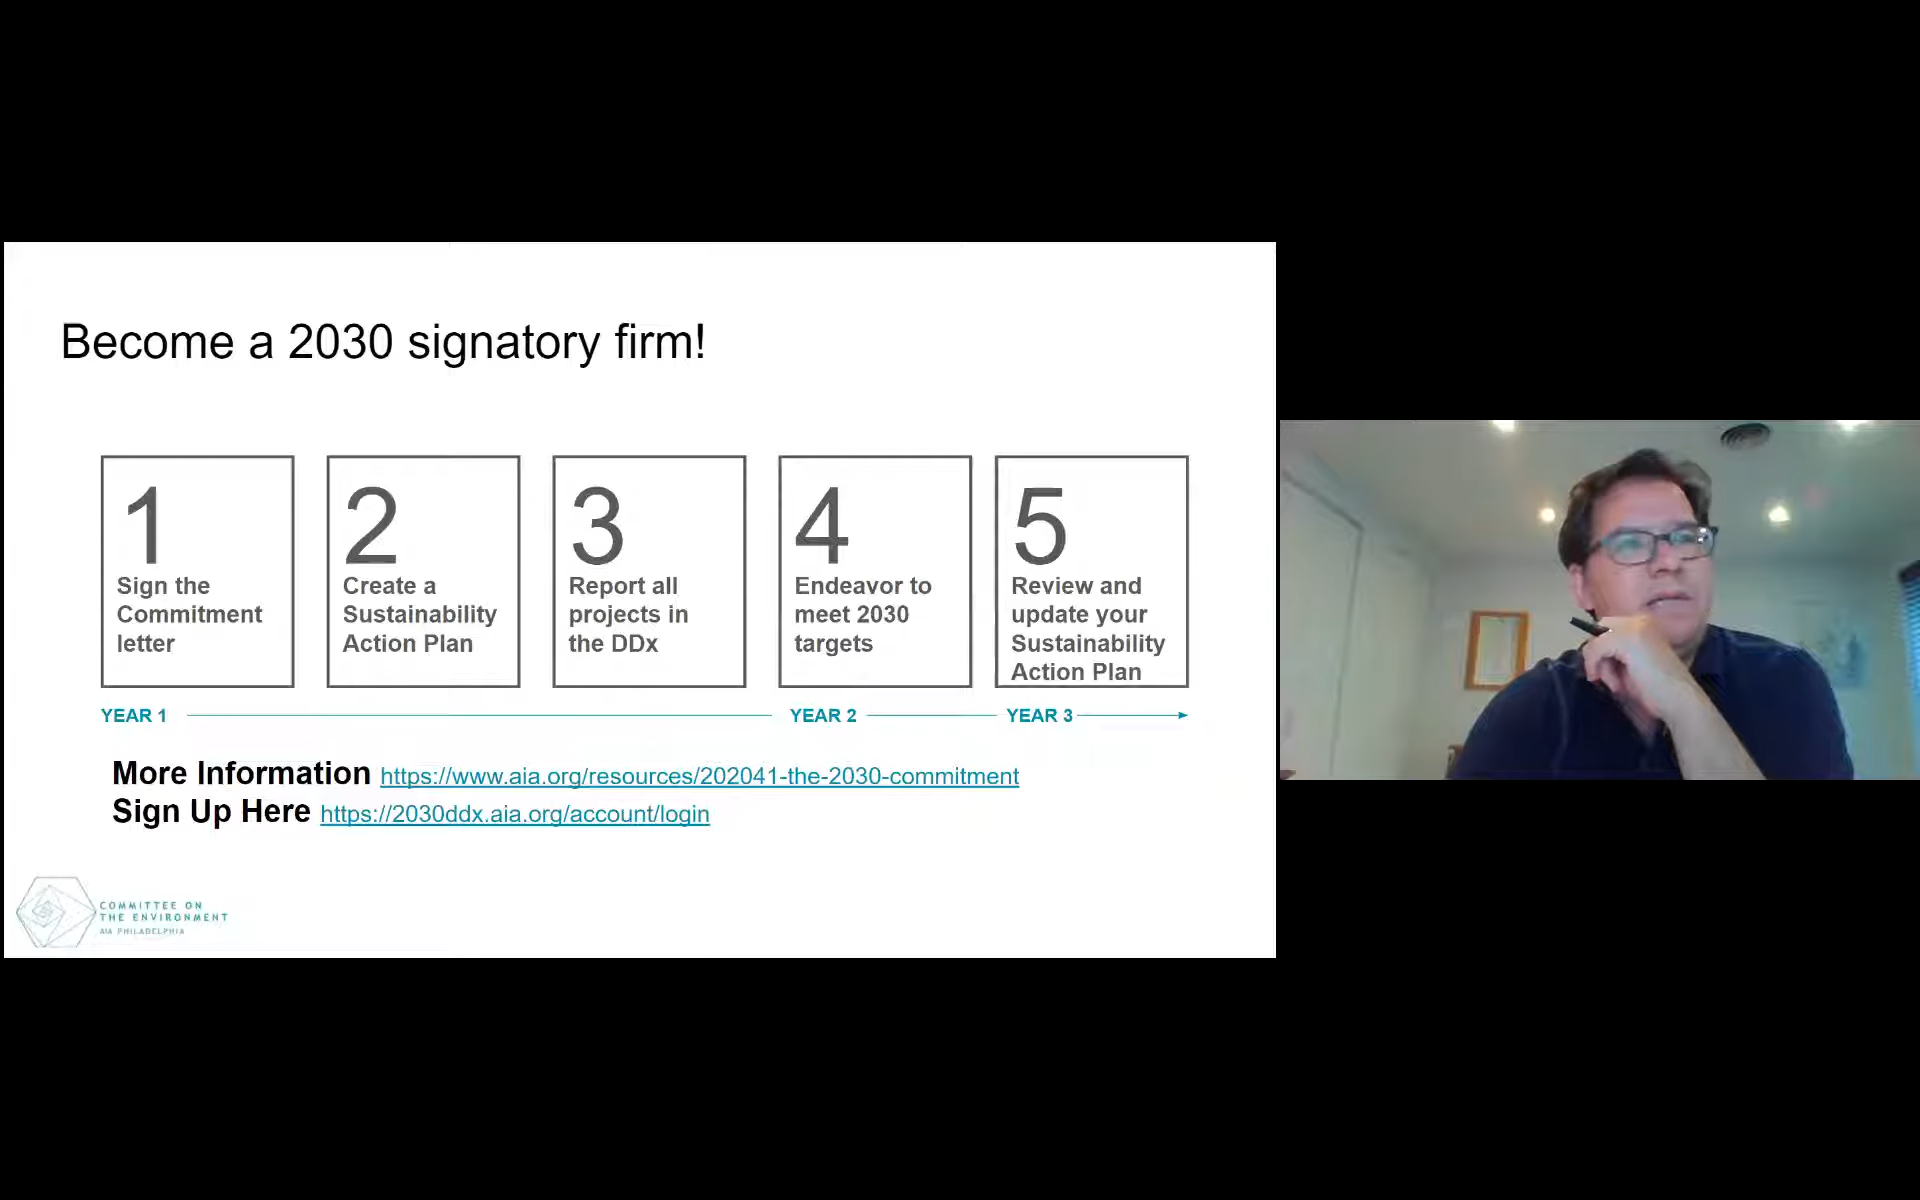 Become a 2030 signatory firm!
1
Sign the
Commitment
letter
2
Create a
Sustainability
Action Plan
3
Report all
projects in
the DDx
4
Endeavor to
meet 2030
targets
5
Review and
update your
Sustainability
Action Plan
YEAR 1
YEAR 2
YEAR 3
More Information https://www.aia.org/resources/202041-the-2030-commitment
Sign Up Here https://2030ddx.aia.org/account/login
COMMITTEE ON
THE ENVIRONMENT
AIA PHILADELPHIA